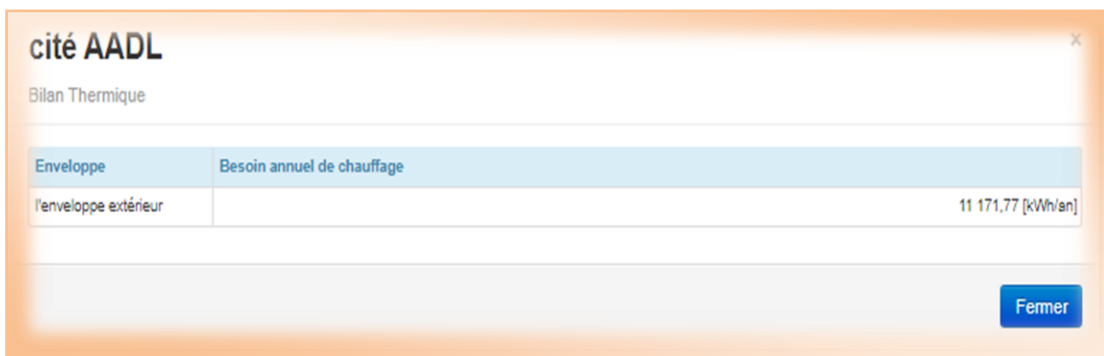 cité AADL
×
Bilan Thermique
Enveloppe Besoin annuel de chauffage
l'enveloppe extérieur 11 171,77 [kWh/an]
Fermer